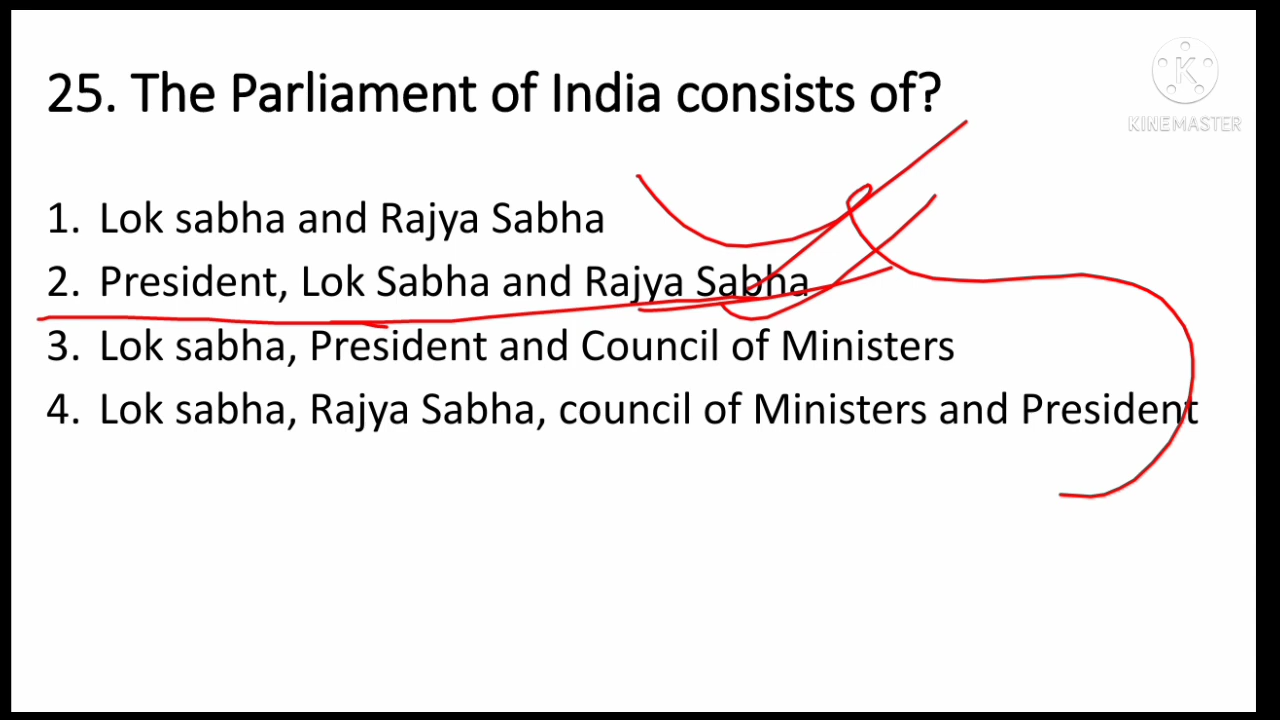 25. The Parliament of India consists of?
K
KINEMASTER
1. Lok sabha and Rajya Sabha
2. President, Lok Sabha and Rajya Sabha
3. Lok sabha, President and Council of Ministers
4. Lok sabha, Rajya Sabha, council of Ministers and President